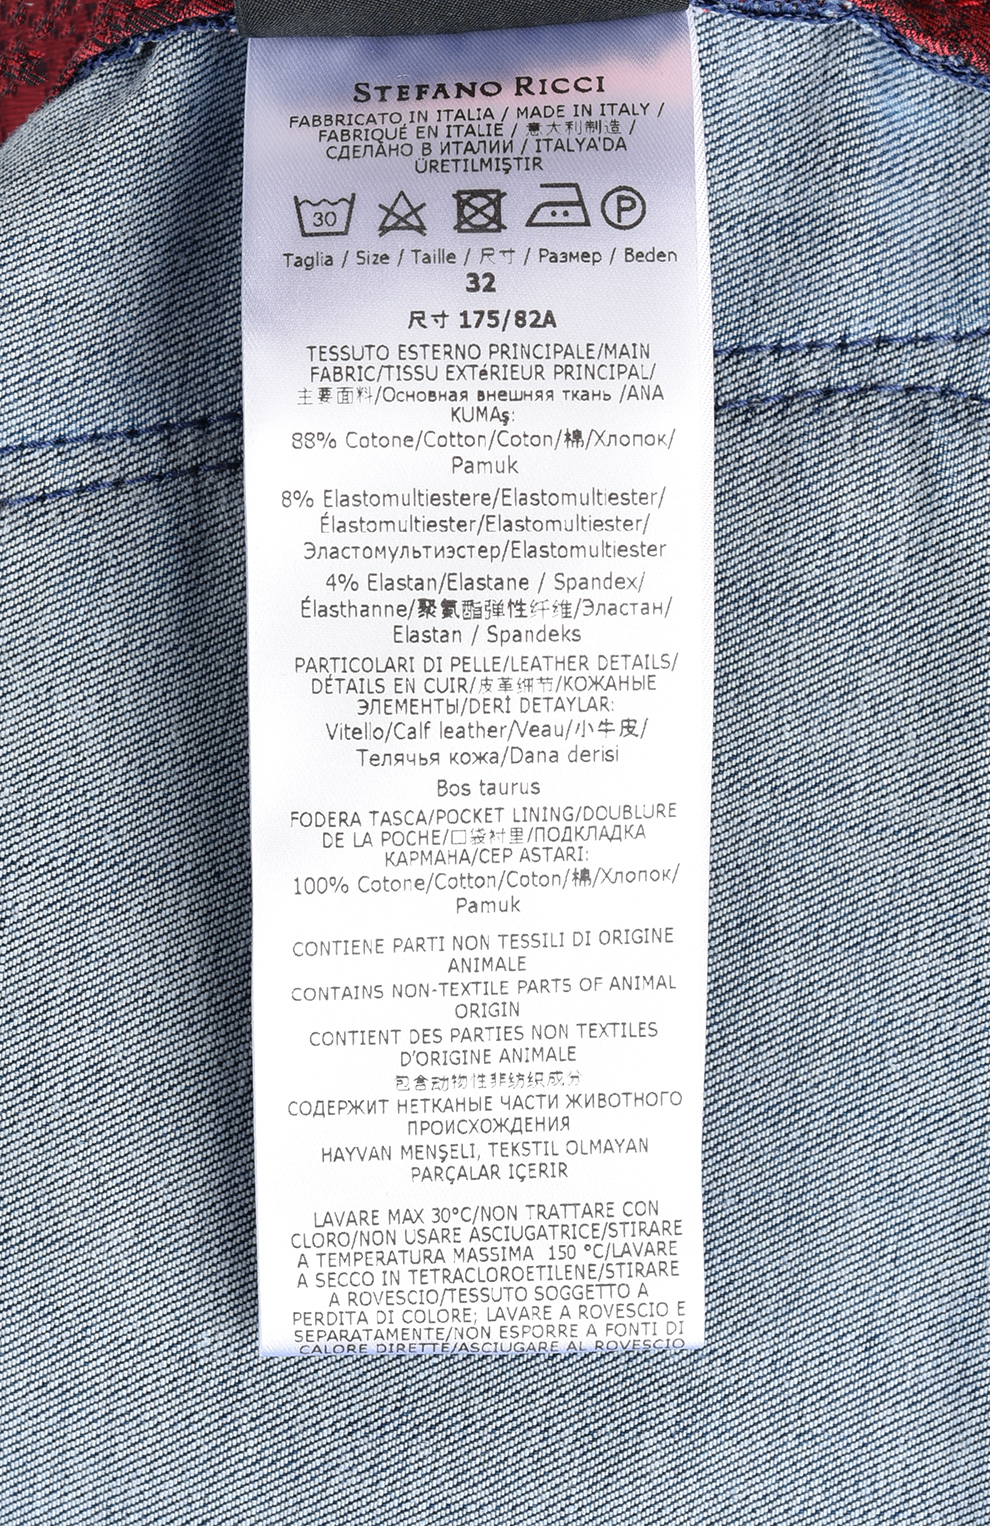 STEFANO RICCI
FABBRICATO IN ITALIA / MADE IN ITALY /
FABRIQUÉ EN ITALIE / 意大利制造 /
СДЕЛАНО В ИТАЛИИ / ITALYA'DA
ÜRETILMIŞTIR
30 P
Taglia / Size / Taille / 尺寸 / Размер / Beden
32
尺寸 175/82A
TESSUTO ESTERNO PRINCIPALE/MAIN
FABRIC/TISSU EXTéRIEUR PRINCIPAL/
主要面料/Основная внешняя ткань /ANA
KUMAş:
88% Cotone/Cotton/Coton/棉/Хлопок/
Pamuk
8% Elastomultiestere/Elastomultiester/
Élastomultiester/Elastomultiester/
Эластомультиэстер/Elastomultiester
4% Elastan/Elastane / Spandex/
Élasthanne/聚氨酯弹性纤维/Эластан/
Elastan / Spandeks
PARTICOLARI DI PELLE/LEATHER DETAILS/
DÉTAILS EN CUIR/皮革细节/КОЖАНЫЕ
ЭЛЕМЕНТЫ/DERİ DETAYLAR:
Vitello/Calf leather/Veau/小牛皮/
Телячья кожа/Dana derisi
Bos taurus
FODERA TASCA/POCKET LINING/DOUBLURE
DE LA POCHE/口袋衬里/ПОДКЛАДКА
КАРМАНА/CEP ASTARI:
100% Cotone/Cotton/Coton/棉/Хлопок/
Pamuk
CONTIENE PARTI NON TESSILI DI ORIGINE
ANIMALE
CONTAINS NON-TEXTILE PARTS OF ANIMAL
ORIGIN
CONTIENT DES PARTIES NON TEXTILES
D'ORIGINE ANIMALE
包含动物性非纺织成分
СОДЕРЖИТ НЕТКАНЫЕ ЧАСТИ ЖИВОТНОГО
ПРОИСХОЖДЕНИЯ
HAYVAN MENŞELI, TEKSTIL OLMAYAN
PARÇALAR IÇERIR
LAVARE MAX 30°C/NON TRATTARE CON
CLORO/NON USARE ASCIUGATRICE/STIRARE
A TEMPERATURA MASSIMA 150 °C/LAVARE
A SECCO IN TETRACLOROETILENE/STIRARE
A ROVESCIO/TESSUTO SOGGETTO A
PERDITA DI COLORE; LAVARE A ROVESCIO E
SEPARATAMENTE/NON ESPORRE A FONTI DI
CALORE DIRETTE/ASCIUGARE AL ROVESCIO